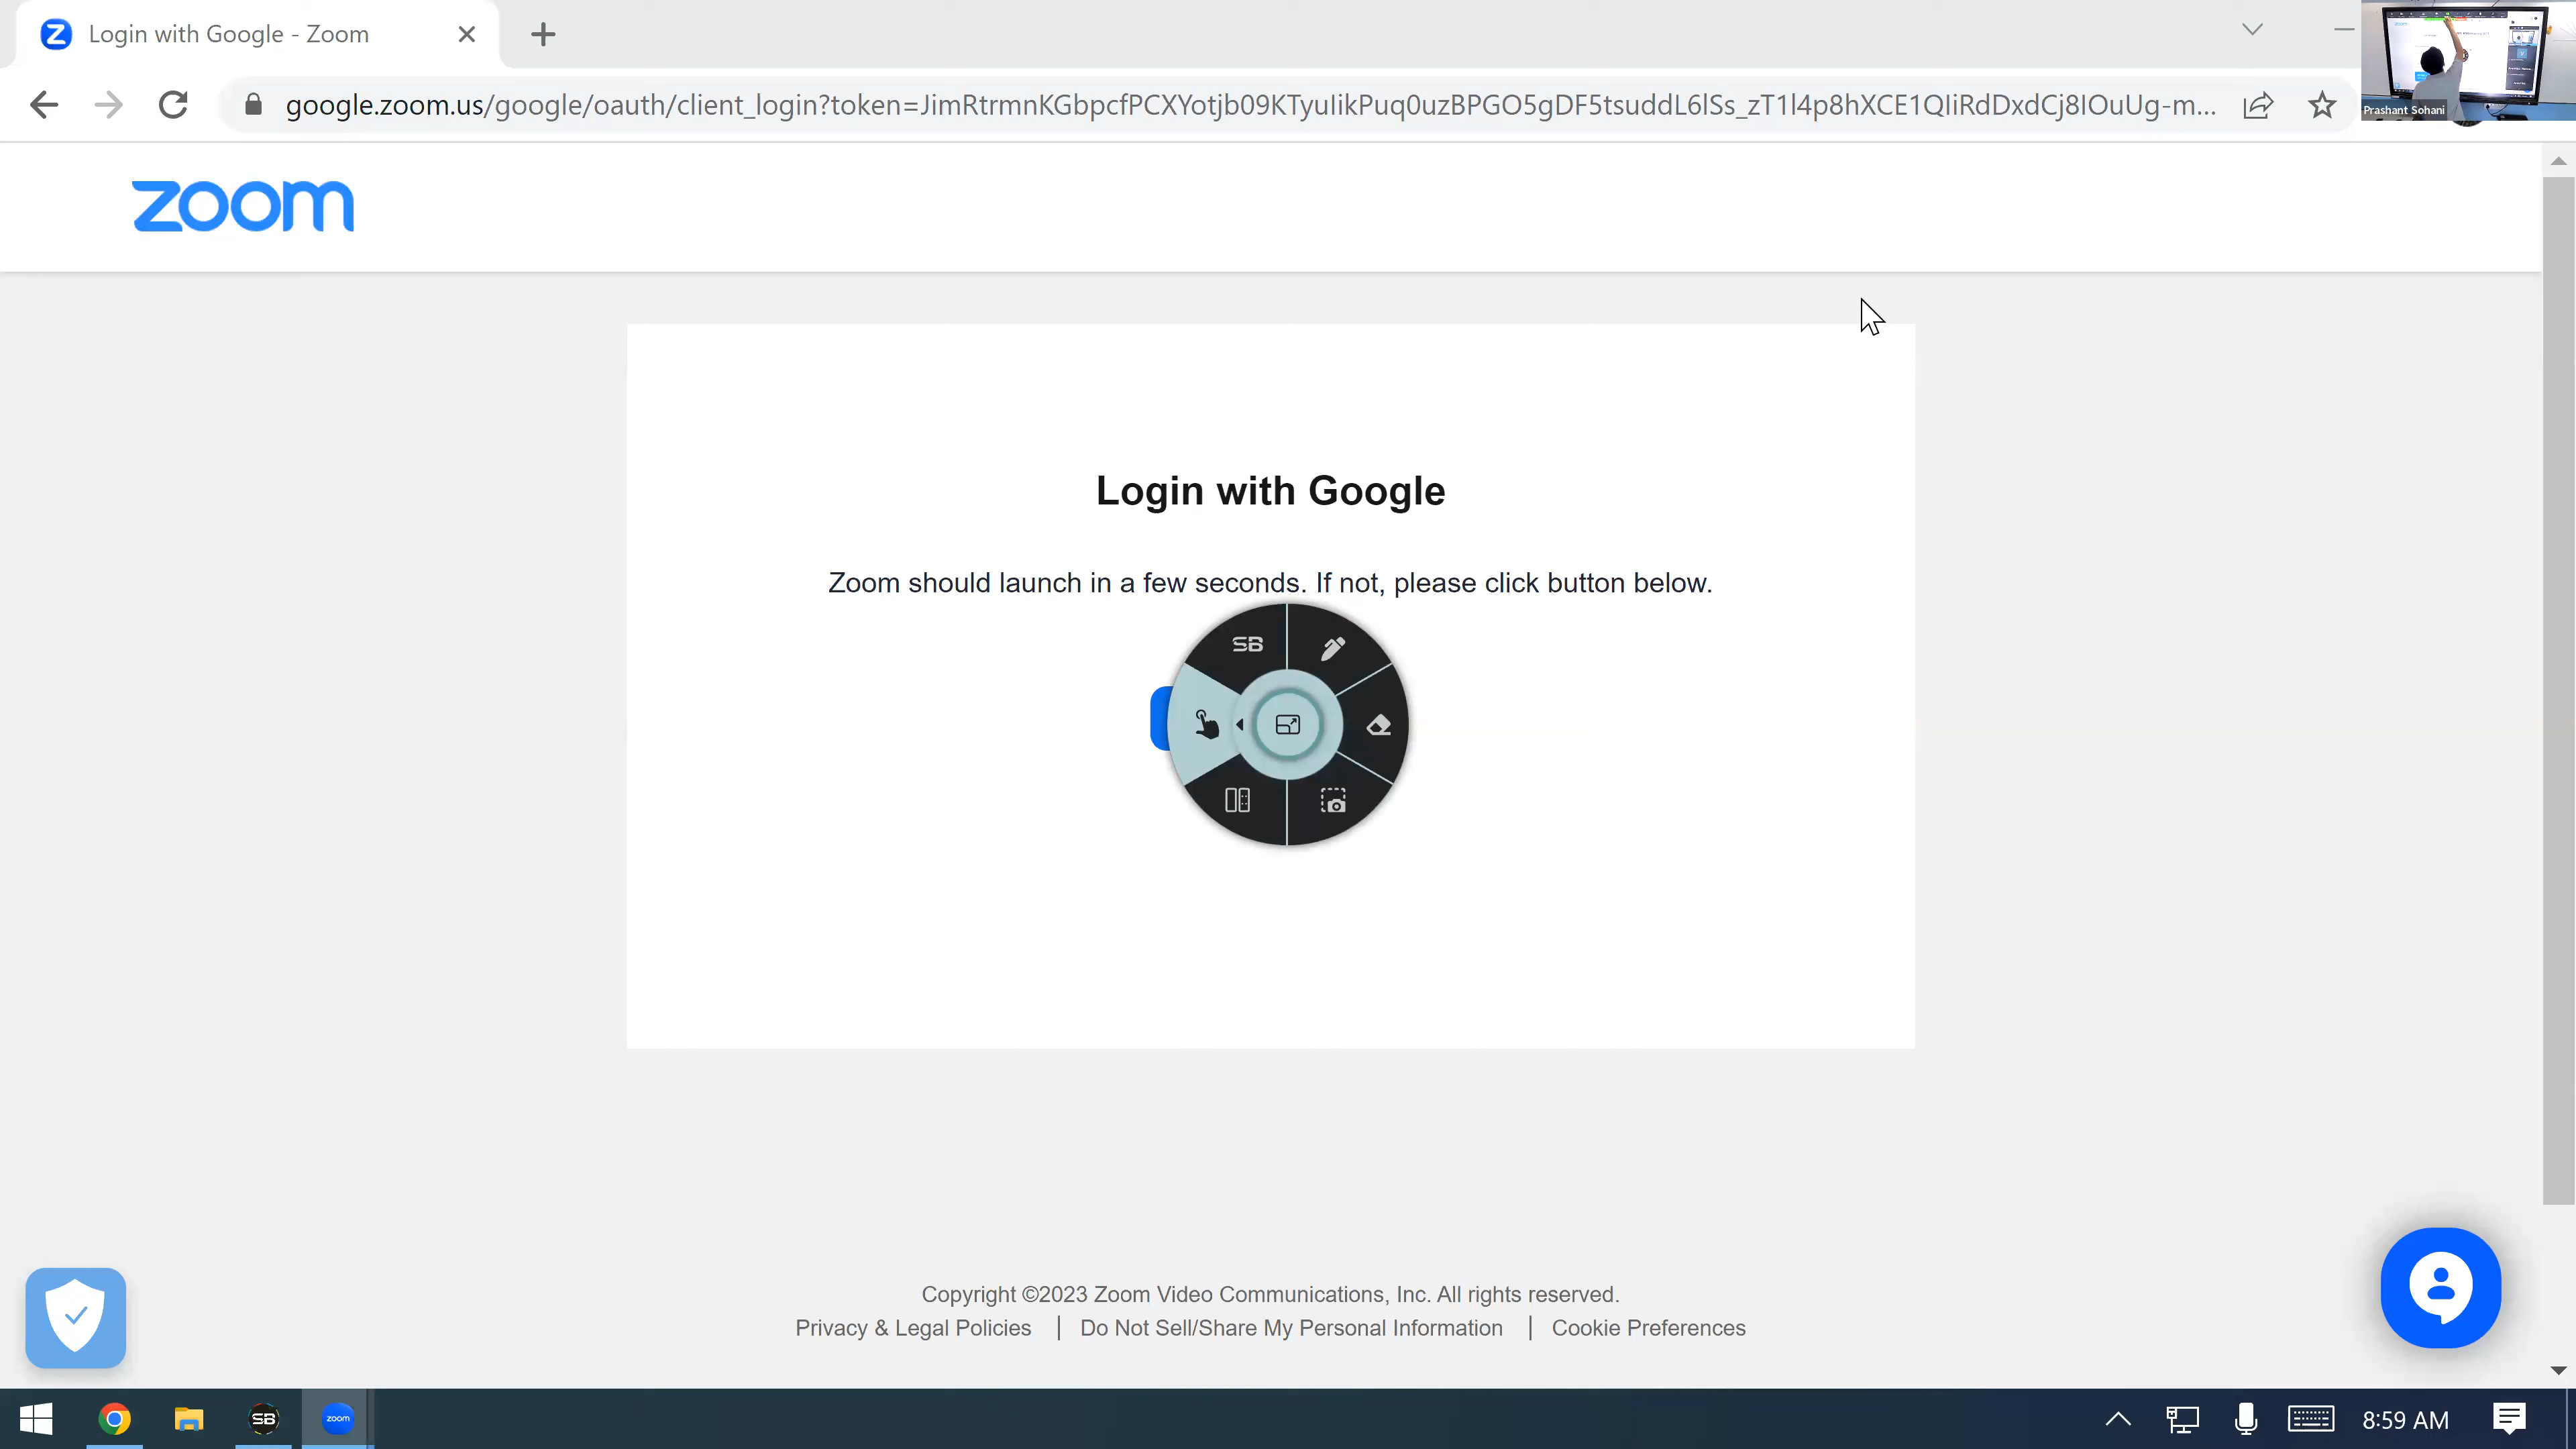 Login with Google - Zoom
google.zoom.us/google/oauth/client_login?token=JimRtrmnKGbpcfPCXYotjb09KTyuIikPuq0uzBPGO5gDF5tsuddL6lSs_zT1l4p8hXCE1QIiRdDxdCj8IOuUg-m...
Prashant Sohani
zoom
Login with Google
Zoom should launch in a few seconds. If not, please click button below.
SB
Copyright ©2023 Zoom Video Communications, Inc. All rights reserved.
Privacy & Legal Policies | Do Not Sell/Share My Personal Information | Cookie Preferences
SB
zoom
8:59 AM